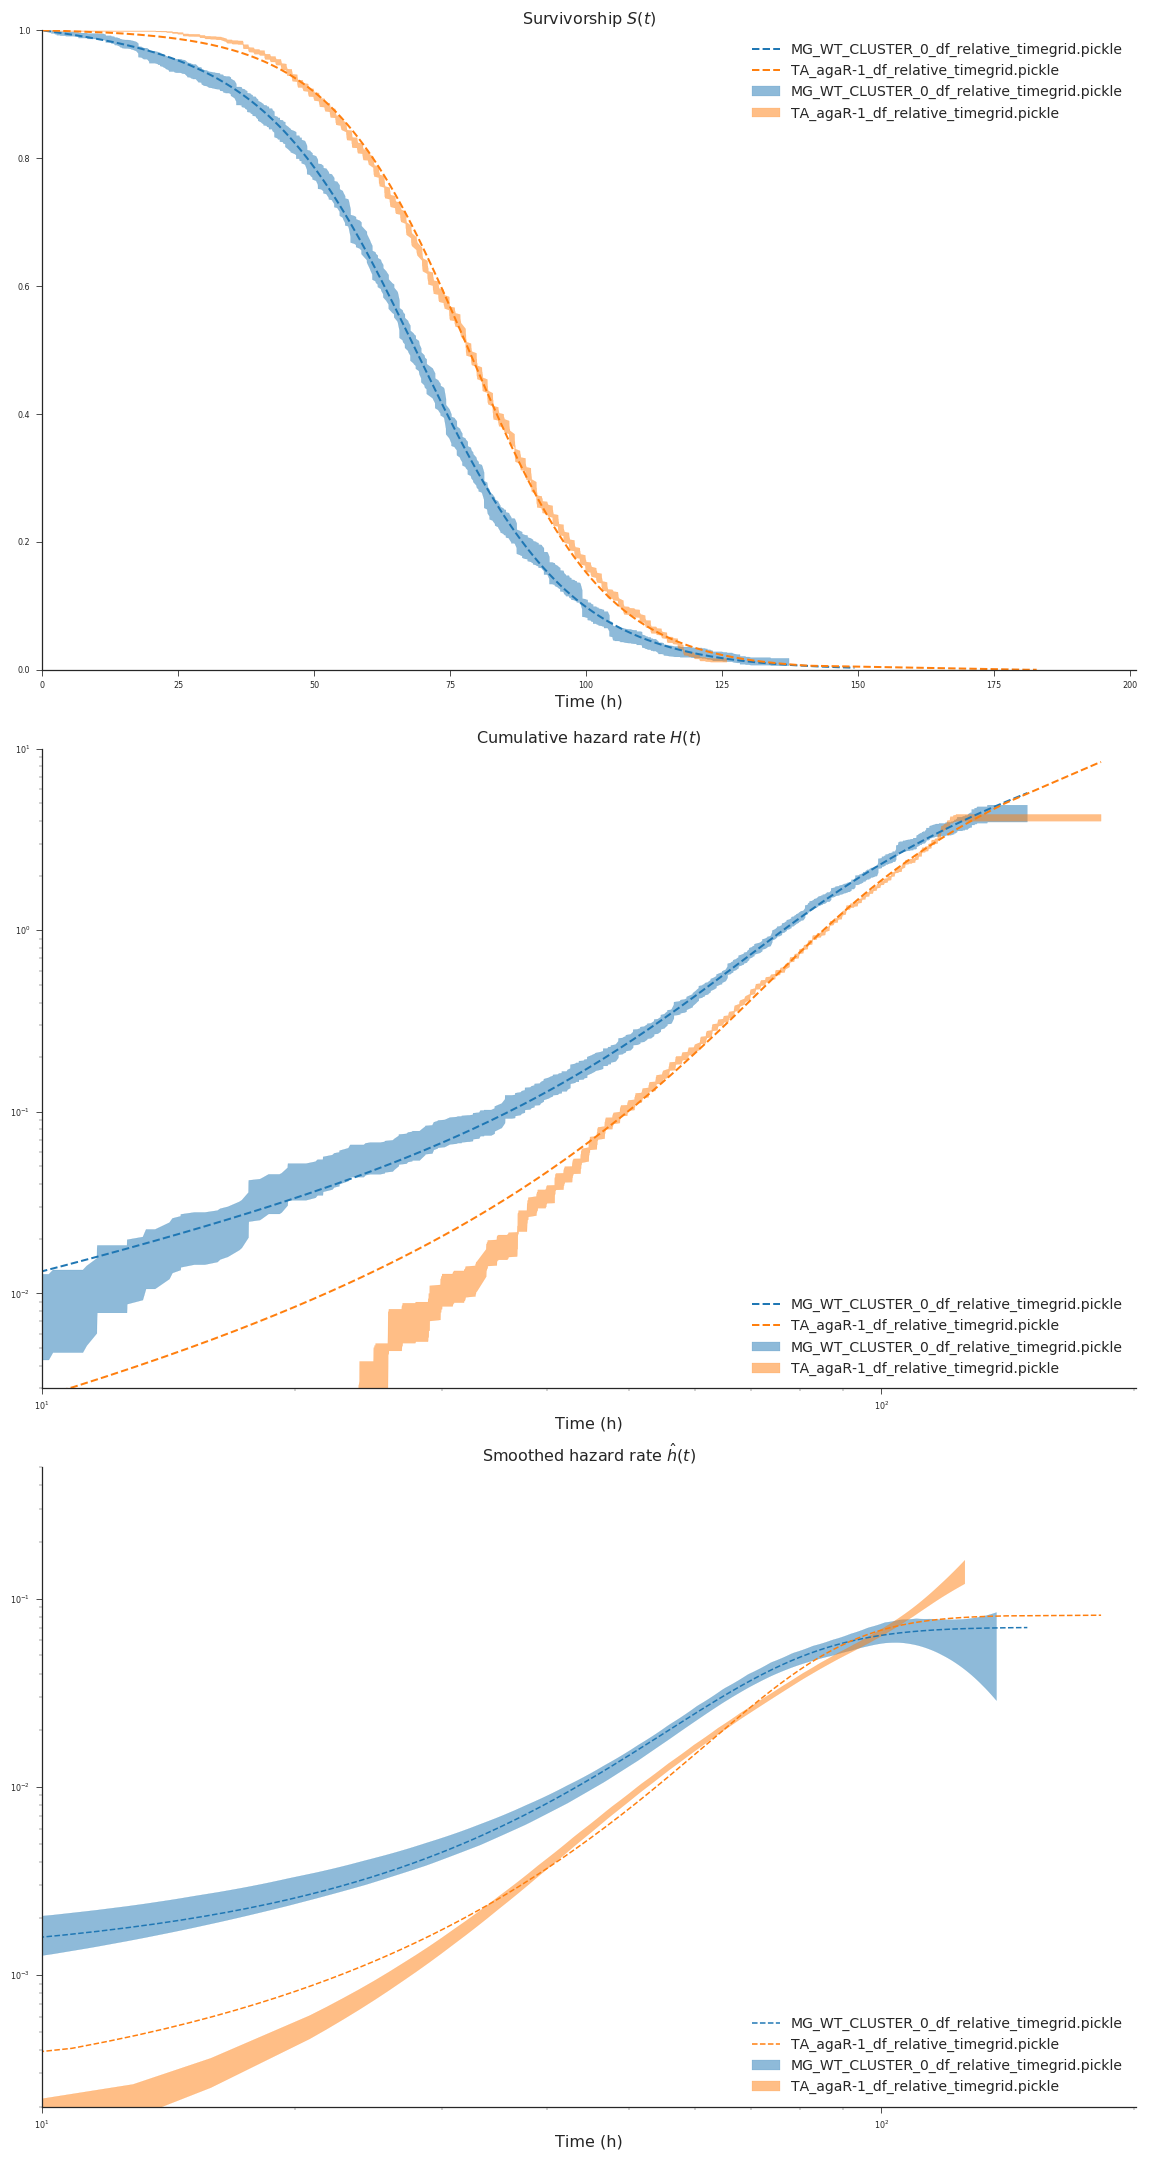 Survivorship S(t)
1.0
0.8
0.6
0.4
0.2
0.0
MG_WT_CLUSTER_0_df_relative_timegrid.pickle
TA_agaR-1_df_relative_timegrid.pickle
MG_WT_CLUSTER_0_df_relative_timegrid.pickle
TA_agaR-1_df_relative_timegrid.pickle
0 25 50 75 100 125 150 175 200
Time (h)
Cumulative hazard rate H(t)
10¹
10⁰
10⁻¹
10⁻²
MG_WT_CLUSTER_0_df_relative_timegrid.pickle
TA_agaR-1_df_relative_timegrid.pickle
MG_WT_CLUSTER_0_df_relative_timegrid.pickle
TA_agaR-1_df_relative_timegrid.pickle
10¹ 10²
Time (h)
Smoothed hazard rate ĥ(t)
10⁻¹
10⁻²
10⁻³
MG_WT_CLUSTER_0_df_relative_timegrid.pickle
TA_agaR-1_df_relative_timegrid.pickle
MG_WT_CLUSTER_0_df_relative_timegrid.pickle
TA_agaR-1_df_relative_timegrid.pickle
10¹ 10²
Time (h)